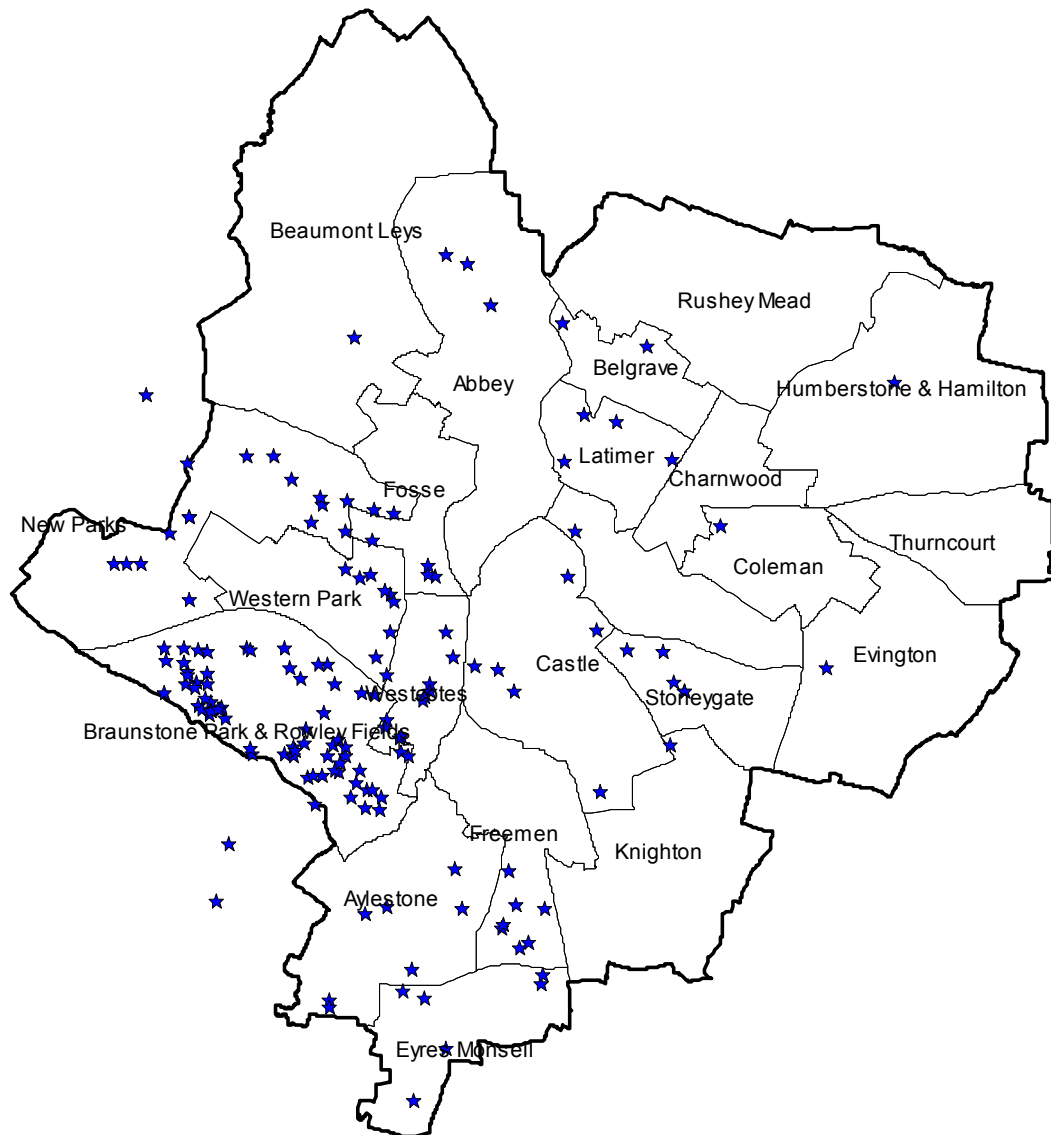 Beaumont Leys
Rushey Mead
Belgrave
Abbey
Humberstone & Hamilton
Latimer
Charnwood
Fosse
New Parks
Thurncourt
Coleman
Western Park
Evington
Castle
Westcotes
Stoneygate
Braunstone Park & Rowley Fields
Freemen
Knighton
Aylestone
Eyres Monsell